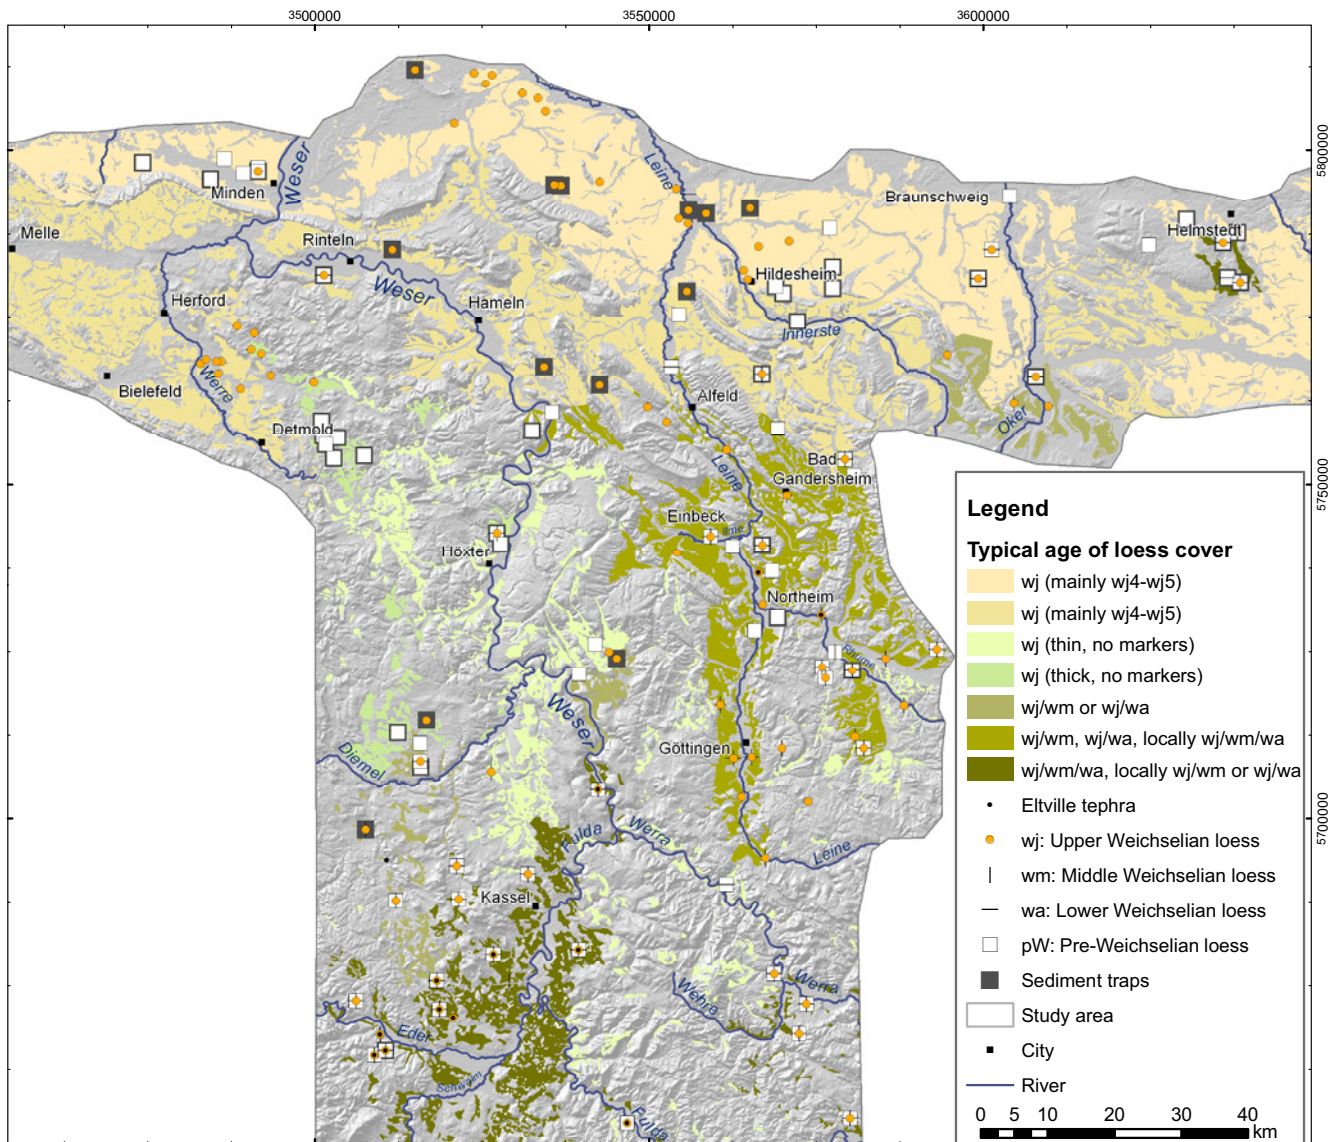 3500000
3550000
3600000
5800000
5750000
5700000
Weser
Minden
Leine
Braunschweig
Helmstedt
Melle
Rinteln
Hildesheim
Weser
Herford
Hameln
Innerste
Werre
Bielefeld
Alfeld
Oker
Detmold
Leine
Bad
Gandersheim
Einbeck
Ilme
Höxter
Northeim
Rhume
Weser
Göttingen
Diemel
Fulda
Werra
Leine
Kassel
Wehra
Werra
Eder
Schwalm
Fulda
Legend
Typical age of loess cover
wj (mainly wj4-wj5)
wj (mainly wj4-wj5)
wj (thin, no markers)
wj (thick, no markers)
wj/wm or wj/wa
wj/wm, wj/wa, locally wj/wm/wa
wj/wm/wa, locally wj/wm or wj/wa
Eltville tephra
wj: Upper Weichselian loess
wm: Middle Weichselian loess
wa: Lower Weichselian loess
pW: Pre-Weichselian loess
Sediment traps
Study area
City
River
0 5 10 20 30 40
km